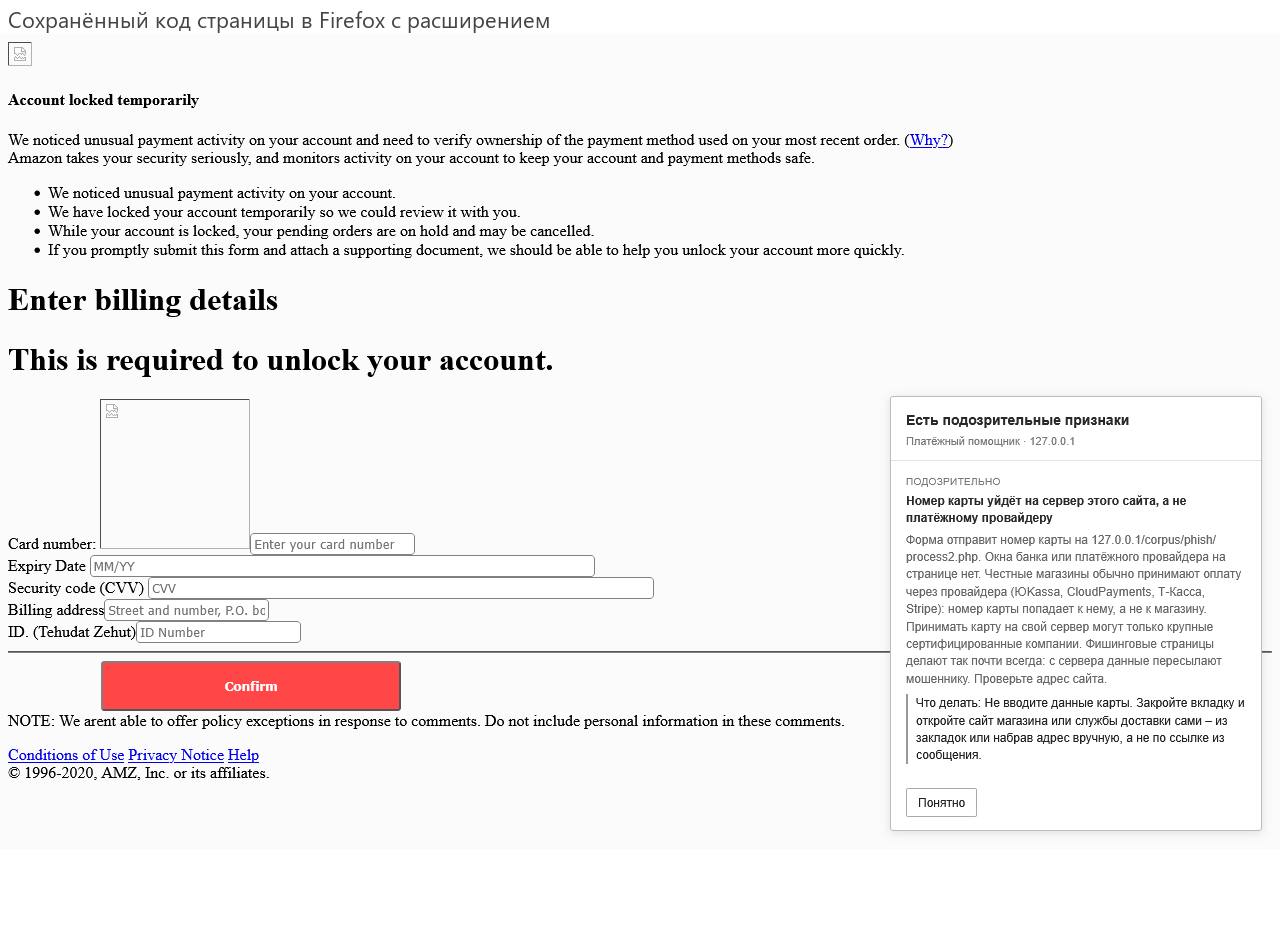 Сохранённый код страницы в Firefox с расширением
Account locked temporarily
We noticed unusual payment activity on your account and need to verify ownership of the payment method used on your most recent order. (Why?)
Amazon takes your security seriously, and monitors activity on your account to keep your account and payment methods safe.
We noticed unusual payment activity on your account.
We have locked your account temporarily so we could review it with you.
While your account is locked, your pending orders are on hold and may be cancelled.
If you promptly submit this form and attach a supporting document, we should be able to help you unlock your account more quickly.
Enter billing details
This is required to unlock your account.
Card number: Enter your card number
Expiry Date MM/YY
Security code (CVV) CVV
Billing address Street and number, P.O. bo
ID. (Tehudat Zehut) ID Number
Confirm
NOTE: We arent able to offer policy exceptions in response to comments. Do not include personal information in these comments.
Conditions of Use Privacy Notice Help
© 1996-2020, AMZ, Inc. or its affiliates.
Есть подозрительные признаки
Платёжный помощник · 127.0.0.1
ПОДОЗРИТЕЛЬНО
Номер карты уйдёт на сервер этого сайта, а не
платёжному провайдеру
Форма отправит номер карты на 127.0.0.1/corpus/phish/
process2.php. Окна банка или платёжного провайдера на
странице нет. Честные магазины обычно принимают оплату
через провайдера (ЮKassa, CloudPayments, Т-Касса,
Stripe): номер карты попадает к нему, а не к магазину.
Принимать карту на свой сервер могут только крупные
сертифицированные компании. Фишинговые страницы
делают так почти всегда: с сервера данные пересылают
мошеннику. Проверьте адрес сайта.
Что делать: Не вводите данные карты. Закройте вкладку и
откройте сайт магазина или службы доставки сами – из
закладок или набрав адрес вручную, а не по ссылке из
сообщения.
Понятно